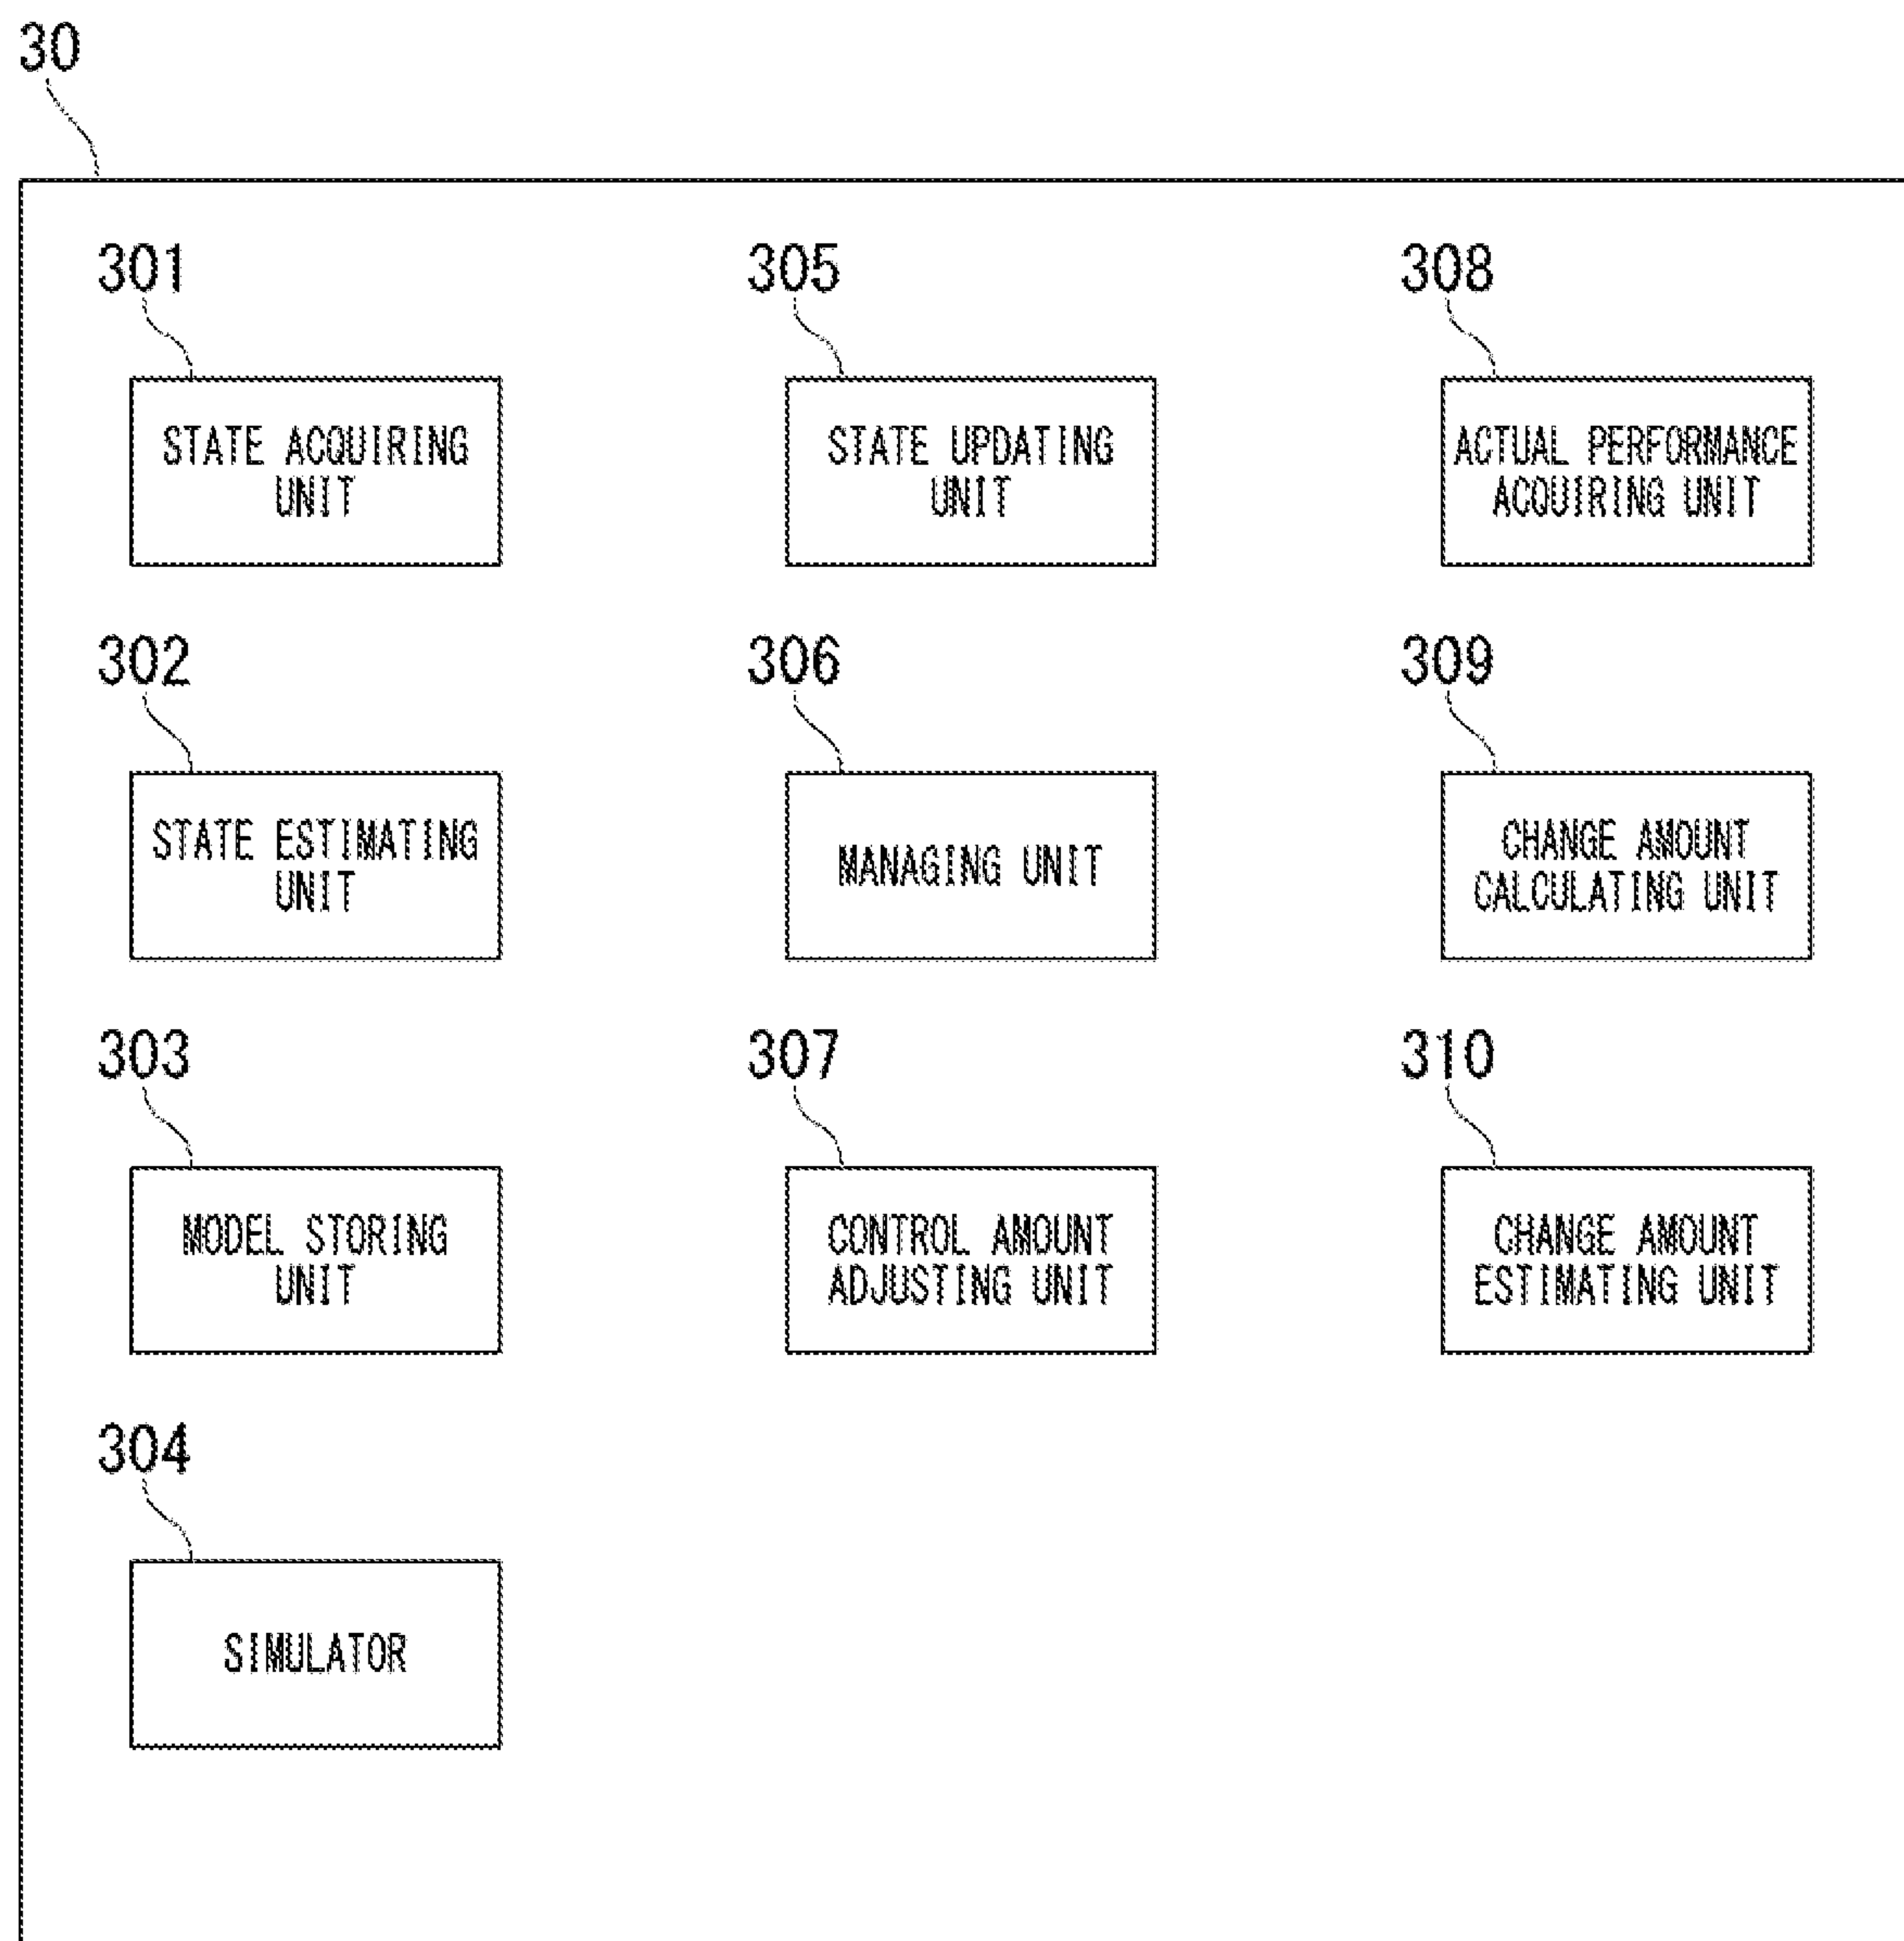 30
301
STATE ACQUIRING
UNIT
302
STATE ESTIMATING
UNIT
303
MODEL STORING
UNIT
304
SIMULATOR
305
STATE UPDATING
UNIT
306
MANAGING UNIT
307
CONTROL AMOUNT
ADJUSTING UNIT
308
ACTUAL PERFORMANCE
ACQUIRING UNIT
309
CHANGE AMOUNT
CALCULATING UNIT
310
CHANGE AMOUNT
ESTIMATING UNIT